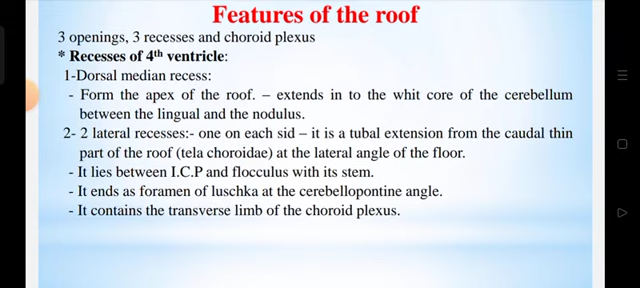 Features of the roof
3 openings, 3 recesses and choroid plexus
* Recesses of 4th ventricle:
1-Dorsal median recess:
- Form the apex of the roof. – extends in to the whit core of the cerebellum
between the lingual and the nodulus.
2- 2 lateral recesses:- one on each sid – it is a tubal extension from the caudal thin
part of the roof (tela choroidae) at the lateral angle of the floor.
- It lies between I.C.P and flocculus with its stem.
- It ends as foramen of luschka at the cerebellopontine angle.
- It contains the transverse limb of the choroid plexus.